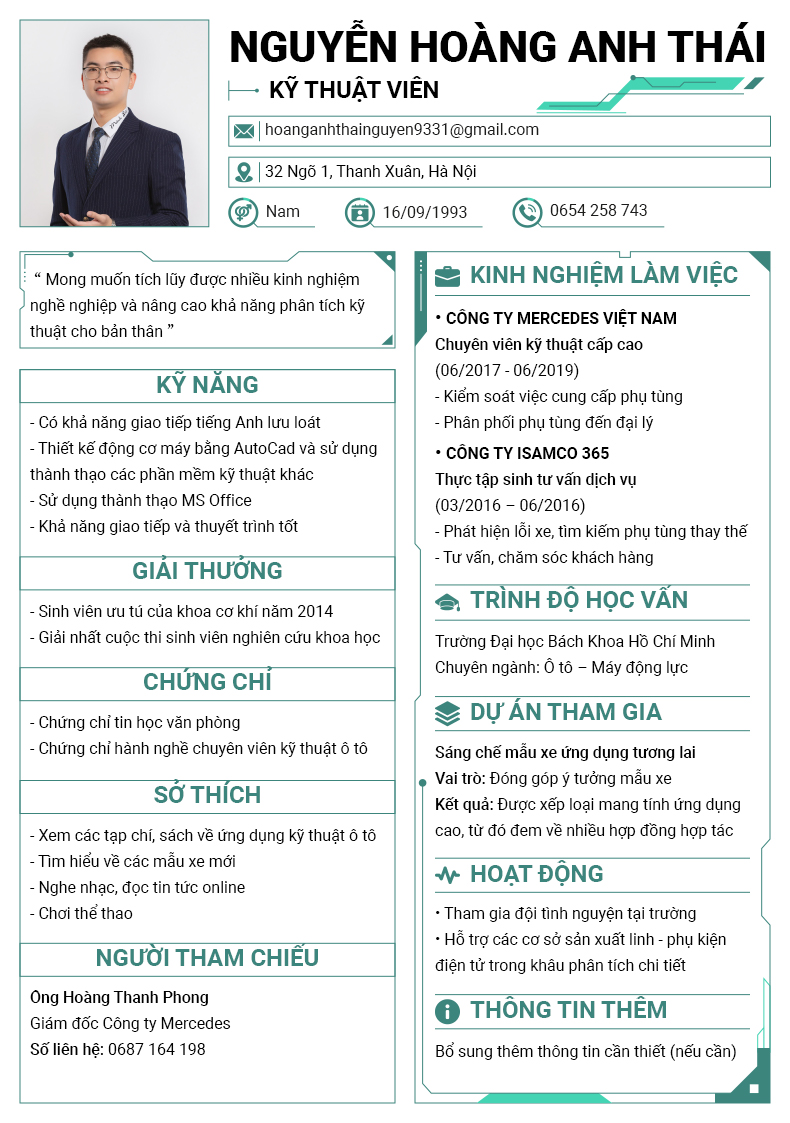 NGUYỄN HOÀNG ANH THÁI
KỸ THUẬT VIÊN
hoanganhthainguyen9331@gmail.com
32 Ngõ 1, Thanh Xuân, Hà Nội
Nam
16/09/1993
0654 258 743
“ Mong muốn tích lũy được nhiều kinh nghiệm
nghề nghiệp và nâng cao khả năng phân tích kỹ
thuật cho bản thân ”
KỸ NĂNG
- Có khả năng giao tiếp tiếng Anh lưu loát
- Thiết kế động cơ máy bằng AutoCad và sử dụng
thành thạo các phần mềm kỹ thuật khác
- Sử dụng thành thạo MS Office
- Khả năng giao tiếp và thuyết trình tốt
GIẢI THƯỞNG
- Sinh viên ưu tú của khoa cơ khí năm 2014
- Giải nhất cuộc thi sinh viên nghiên cứu khoa học
CHỨNG CHỈ
- Chứng chỉ tin học văn phòng
- Chứng chỉ hành nghề chuyên viên kỹ thuật ô tô
SỞ THÍCH
- Xem các tạp chí, sách về ứng dụng kỹ thuật ô tô
- Tìm hiểu về các mẫu xe mới
- Nghe nhạc, đọc tin tức online
- Chơi thể thao
NGƯỜI THAM CHIẾU
Ông Hoàng Thanh Phong
Giám đốc Công ty Mercedes
Số liên hệ: 0687 164 198
KINH NGHIỆM LÀM VIỆC
• CÔNG TY MERCEDES VIỆT NAM
Chuyên viên kỹ thuật cấp cao
(06/2017 - 06/2019)
- Kiểm soát việc cung cấp phụ tùng
- Phân phối phụ tùng đến đại lý
• CÔNG TY ISAMCO 365
Thực tập sinh tư vấn dịch vụ
(03/2016 – 06/2016)
- Phát hiện lỗi xe, tìm kiếm phụ tùng thay thế
- Tư vấn, chăm sóc khách hàng
TRÌNH ĐỘ HỌC VẤN
Trường Đại học Bách Khoa Hồ Chí Minh
Chuyên ngành: Ô tô – Máy động lực
DỰ ÁN THAM GIA
Sáng chế mẫu xe ứng dụng tương lai
Vai trò: Đóng góp ý tưởng mẫu xe
Kết quả: Được xếp loại mang tính ứng dụng
cao, từ đó đem về nhiều hợp đồng hợp tác
HOẠT ĐỘNG
• Tham gia đội tình nguyện tại trường
• Hỗ trợ các cơ sở sản xuất linh - phụ kiện
điện tử trong khâu phân tích chi tiết
THÔNG TIN THÊM
Bổ sung thêm thông tin cần thiết (nếu cần)